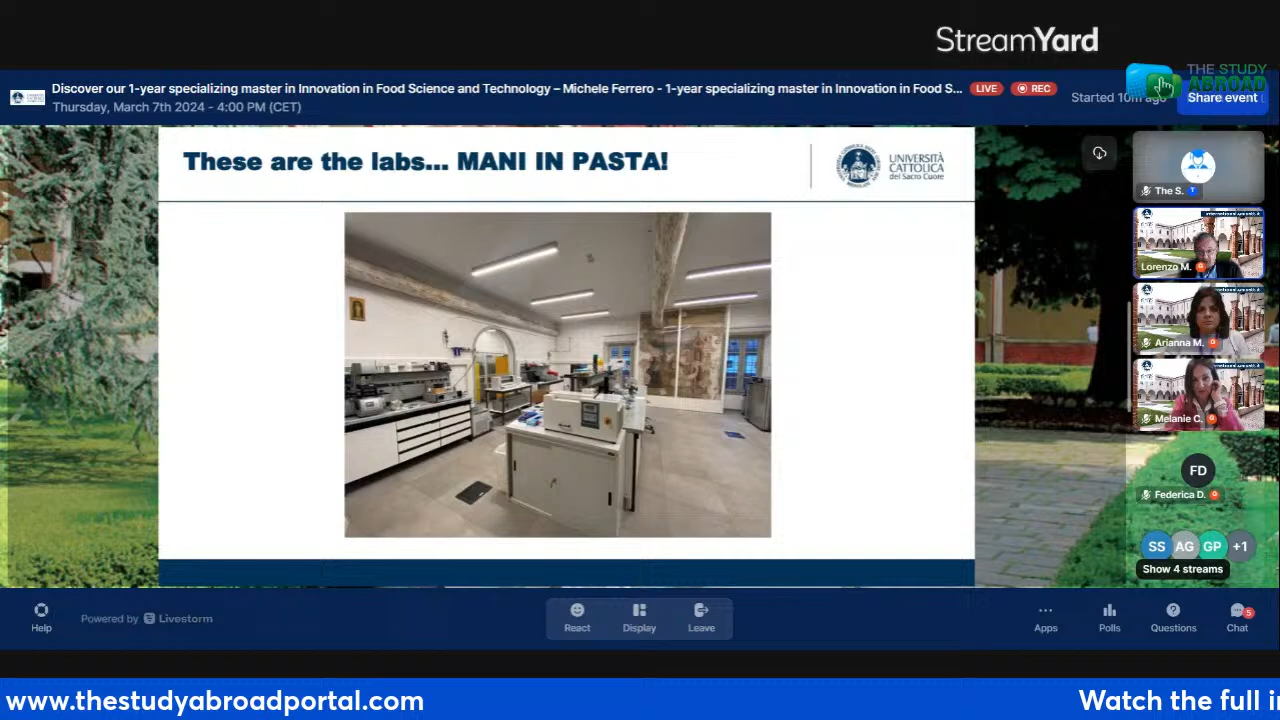 StreamYard
Discover our 1-year specializing master in Innovation in Food Science and Technology – Michele Ferrero - 1-year specializing master in Innovation in Food S...
LIVE
REC
Thursday, March 7th 2024 - 4:00 PM (CET)
Started 10m ago
THE STUDY
ABROAD
Share event
These are the labs... MANI IN PASTA!
UNIVERSITÀ
CATTOLICA
del Sacro Cuore
The S.
Lorenzo M.
Arianna M.
Melanie C.
FD
Federica D.
SS
AG
GP
+1
Show 4 streams
Help
Powered by Livestorm
React
Display
Leave
Apps
Polls
Questions
5
Chat
www.thestudyabroadportal.com
Watch the full